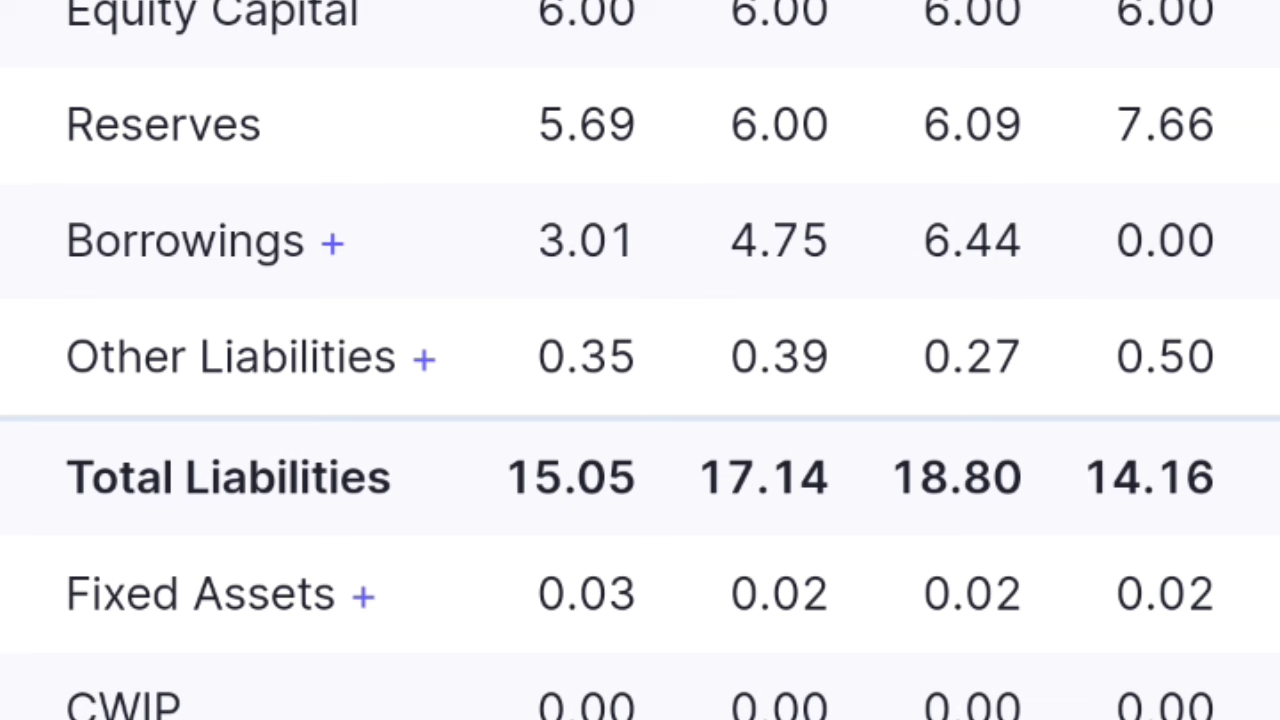 Equity Capital 6.00 6.00 6.00 6.00
Reserves 5.69 6.00 6.09 7.66
Borrowings + 3.01 4.75 6.44 0.00
Other Liabilities + 0.35 0.39 0.27 0.50
Total Liabilities 15.05 17.14 18.80 14.16
Fixed Assets + 0.03 0.02 0.02 0.02
CWIP 0.00 0.00 0.00 0.00